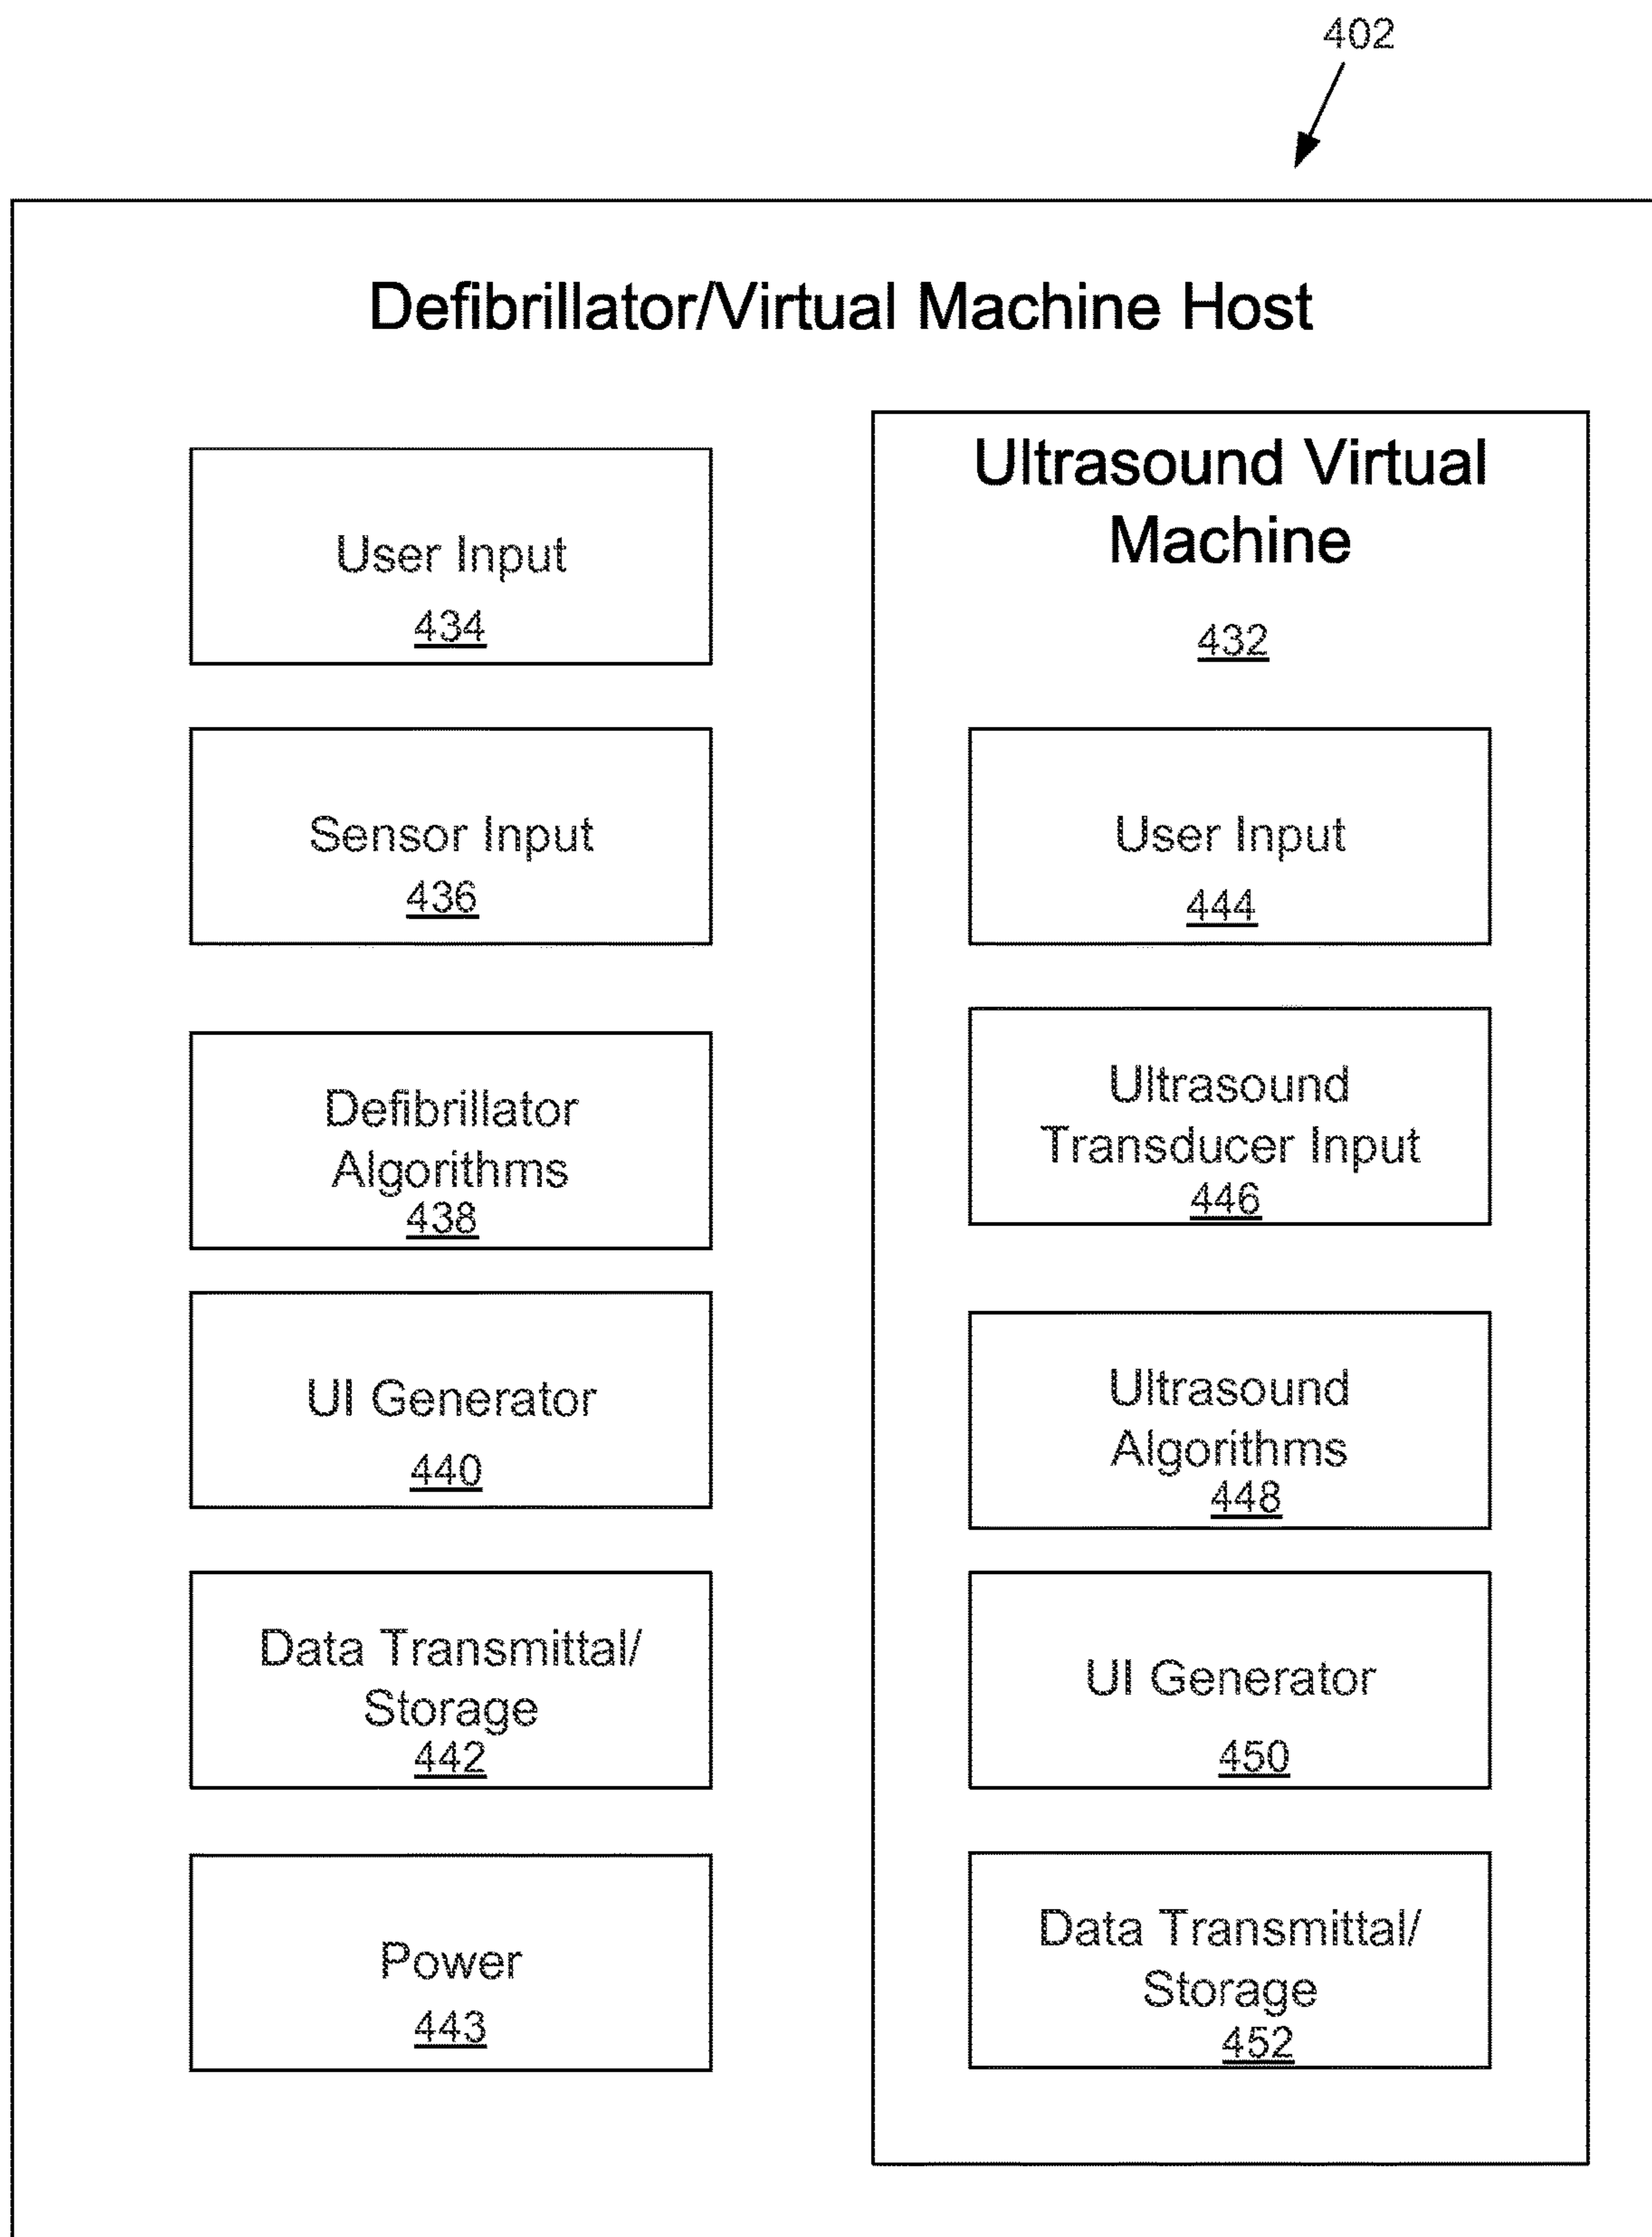 402
Defibrillator/Virtual Machine Host
User Input
434
Sensor Input
436
Defibrillator
Algorithms
438
UI Generator
440
Data Transmittal/
Storage
442
Power
443
Ultrasound Virtual
Machine
432
User Input
444
Ultrasound
Transducer Input
446
Ultrasound
Algorithms
448
UI Generator
450
Data Transmittal/
Storage
452